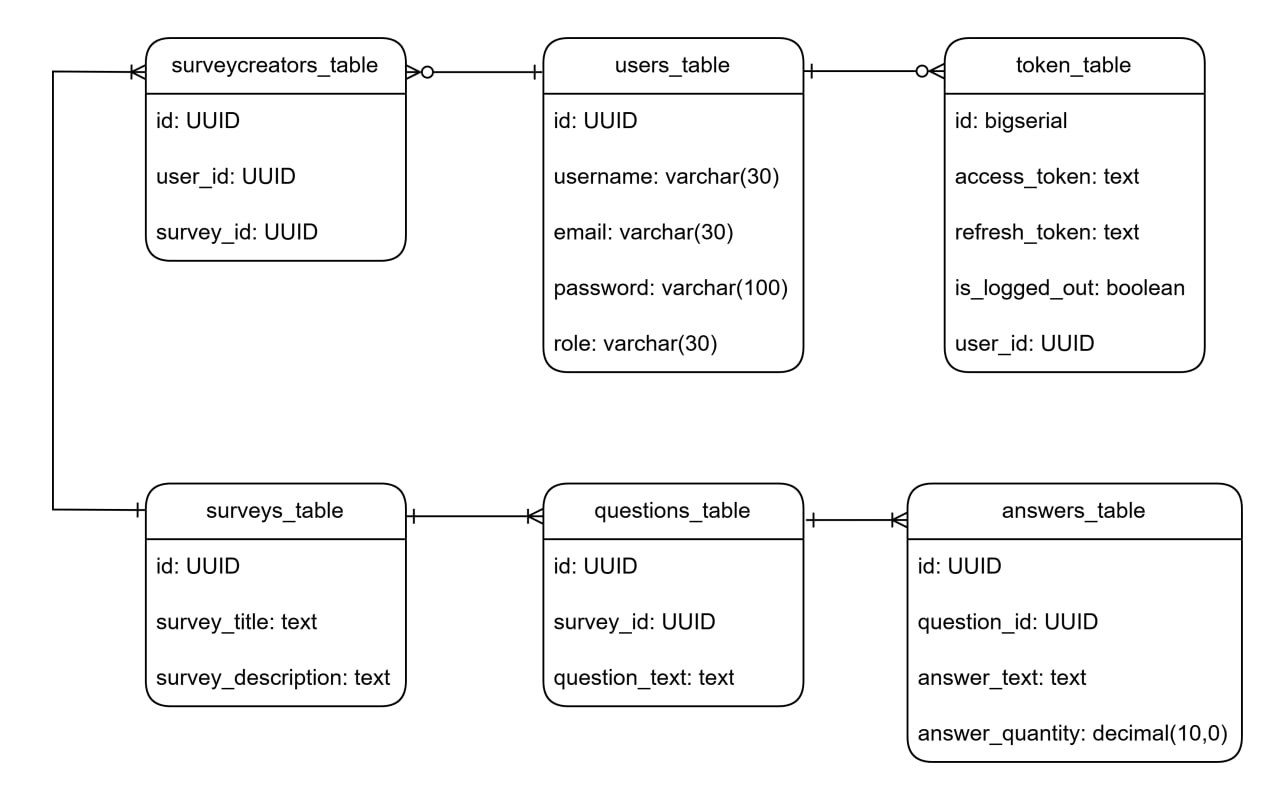 surveycreators_table
id: UUID
user_id: UUID
survey_id: UUID
users_table
id: UUID
username: varchar(30)
email: varchar(30)
password: varchar(100)
role: varchar(30)
token_table
id: bigserial
access_token: text
refresh_token: text
is_logged_out: boolean
user_id: UUID
surveys_table
id: UUID
survey_title: text
survey_description: text
questions_table
id: UUID
survey_id: UUID
question_text: text
answers_table
id: UUID
question_id: UUID
answer_text: text
answer_quantity: decimal(10,0)